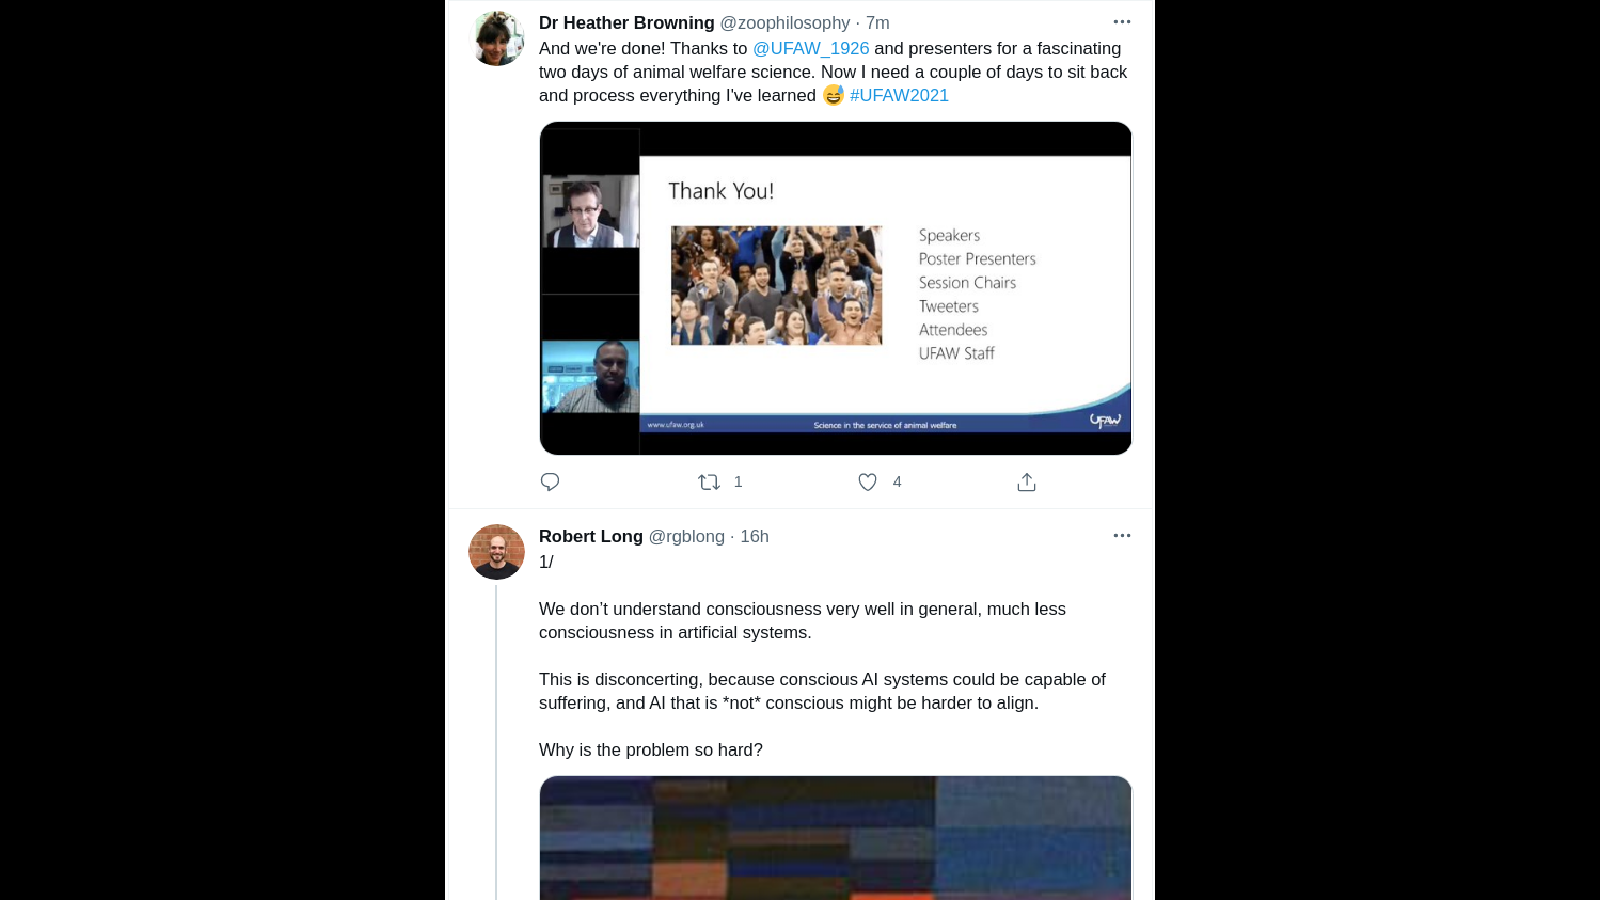 Dr Heather Browning @zoophilosophy · 7m
And we're done! Thanks to @UFAW_1926 and presenters for a fascinating
two days of animal welfare science. Now I need a couple of days to sit back
and process everything I've learned 😅 #UFAW2021
Thank You!
Speakers
Poster Presenters
Session Chairs
Tweeters
Attendees
UFAW Staff
www.ufaw.org.uk
Science in the service of animal welfare
UFAW
1
4
Robert Long @rgblong · 16h
1/
We don't understand consciousness very well in general, much less
consciousness in artificial systems.
This is disconcerting, because conscious AI systems could be capable of
suffering, and AI that is *not* conscious might be harder to align.
Why is the problem so hard?